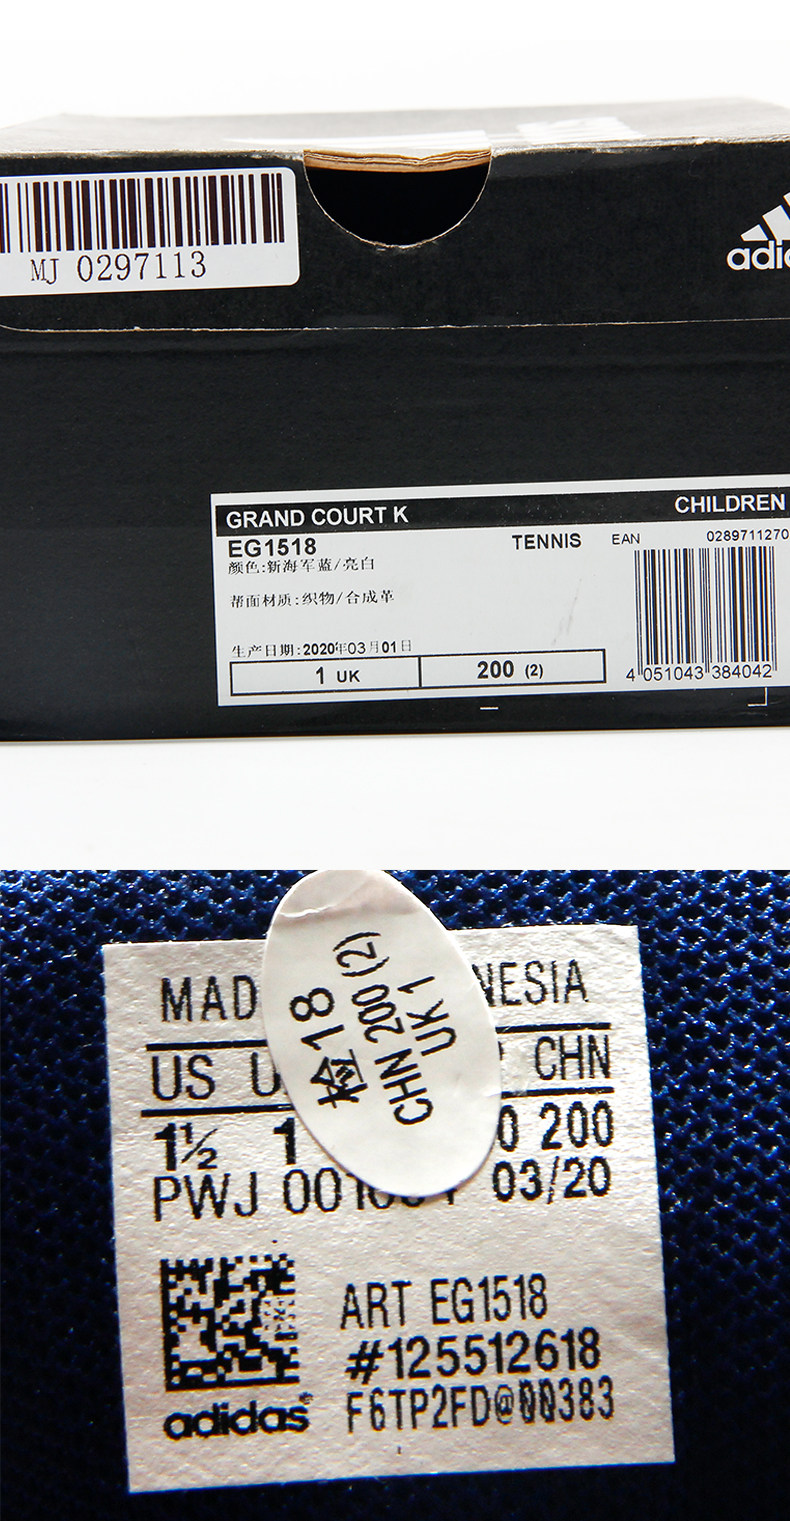 MJ 0297113
adid
GRAND COURT K CHILDREN
EG1518 TENNIS EAN 0289711270
颜色:新海军蓝/亮白
帮面材质:织物/合成革
生产日期:2020年03月01日
1 UK 200 (2)
4 051043 384042
MAD NESIA
检18
CHN 200 (2)
UK 1
US U CHN
1½ 1 0 200
PWJ 03/20
ART EG1518
#125512618
adidas F6TP2FD@00383